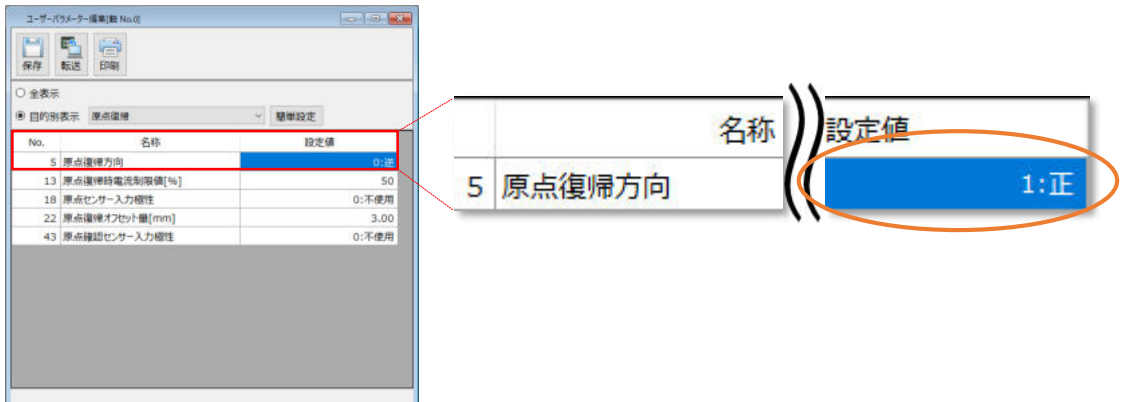 ユーザーパラメーター編集[軸 No.0]
保存 転送 印刷
全表示
目的別表示 原点復帰 簡単設定
No. 名称 設定値
5 原点復帰方向 0:逆
13 原点復帰時電流制限値[%] 50
18 原点センサー入力極性 0:不使用
22 原点復帰オフセット量[mm] 3.00
43 原点確認センサー入力極性 0:不使用
名称 設定値
5 原点復帰方向 1:正